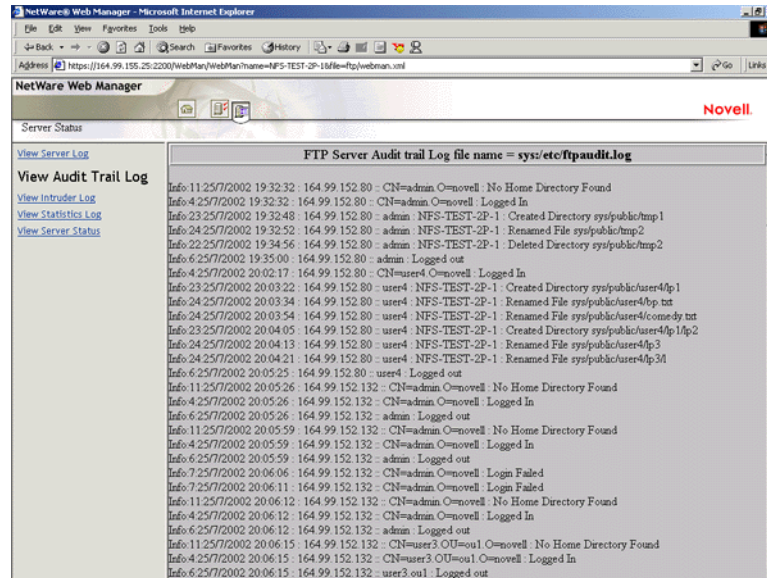 NetWare® Web Manager - Microsoft Internet Explorer
File Edit View Favorites Tools Help
Back Search Favorites History
Address https://164.99.155.25:2200/WebMan/WebMan?name=NFS-TEST-2P-1&file=ftp/webman.xml Go Links
NetWare Web Manager
Novell.
Server Status
View Server Log
View Audit Trail Log
View Intruder Log
View Statistics Log
View Server Status
FTP Server Audit trail Log file name = sys:/etc/ftpaudit.log
Info:11:25/7/2002 19:32:32 : 164.99.152.80 :: CN=admin.O=novell : No Home Directory Found
Info:4:25/7/2002 19:32:32 : 164.99.152.80 :: CN=admin.O=novell : Logged In
Info:23:25/7/2002 19:32:48 : 164.99.152.80 :: admin : NFS-TEST-2P-1 : Created Directory sys/public/tmp1
Info:24:25/7/2002 19:32:52 : 164.99.152.80 :: admin : NFS-TEST-2P-1 : Renamed File sys/public/tmp2
Info:22:25/7/2002 19:34:56 : 164.99.152.80 :: admin : NFS-TEST-2P-1 : Deleted Directory sys/public/tmp2
Info:6:25/7/2002 19:35:00 : 164.99.152.80 :: admin : Logged out
Info:4:25/7/2002 20:02:17 : 164.99.152.80 :: CN=user4.O=novell : Logged In
Info:23:25/7/2002 20:03:22 : 164.99.152.80 :: user4 : NFS-TEST-2P-1 : Created Directory sys/public/user4/lp1
Info:24:25/7/2002 20:03:34 : 164.99.152.80 :: user4 : NFS-TEST-2P-1 : Renamed File sys/public/user4/bp.txt
Info:24:25/7/2002 20:03:54 : 164.99.152.80 :: user4 : NFS-TEST-2P-1 : Renamed File sys/public/user4/comedy.txt
Info:23:25/7/2002 20:04:05 : 164.99.152.80 :: user4 : NFS-TEST-2P-1 : Created Directory sys/public/user4/lp1/lp2
Info:24:25/7/2002 20:04:13 : 164.99.152.80 :: user4 : NFS-TEST-2P-1 : Renamed File sys/public/user4/lp3
Info:24:25/7/2002 20:04:21 : 164.99.152.80 :: user4 : NFS-TEST-2P-1 : Renamed File sys/public/user4/lp3/l
Info:6:25/7/2002 20:05:25 : 164.99.152.80 :: user4 : Logged out
Info:11:25/7/2002 20:05:26 : 164.99.152.132 :: CN=admin.O=novell : No Home Directory Found
Info:4:25/7/2002 20:05:26 : 164.99.152.132 :: CN=admin.O=novell : Logged In
Info:6:25/7/2002 20:05:26 : 164.99.152.132 :: admin : Logged out
Info:11:25/7/2002 20:05:59 : 164.99.152.132 :: CN=admin.O=novell : No Home Directory Found
Info:4:25/7/2002 20:05:59 : 164.99.152.132 :: CN=admin.O=novell : Logged In
Info:6:25/7/2002 20:05:59 : 164.99.152.132 :: admin : Logged out
Info:7:25/7/2002 20:06:06 : 164.99.152.132 :: CN=admin.O=novell : Login Failed
Info:7:25/7/2002 20:06:11 : 164.99.152.132 :: CN=admin.O=novell : Login Failed
Info:11:25/7/2002 20:06:12 : 164.99.152.132 :: CN=admin.O=novell : No Home Directory Found
Info:4:25/7/2002 20:06:12 : 164.99.152.132 :: CN=admin.O=novell : Logged In
Info:6:25/7/2002 20:06:12 : 164.99.152.132 :: admin : Logged out
Info:11:25/7/2002 20:06:15 : 164.99.152.132 :: CN=user3.OU=ou1.O=novell : No Home Directory Found
Info:4:25/7/2002 20:06:15 : 164.99.152.132 :: CN=user3.OU=ou1.O=novell : Logged In
Info:6:25/7/2002 20:06:15 : 164.99.152.132 :: user3.ou1 : Logged out